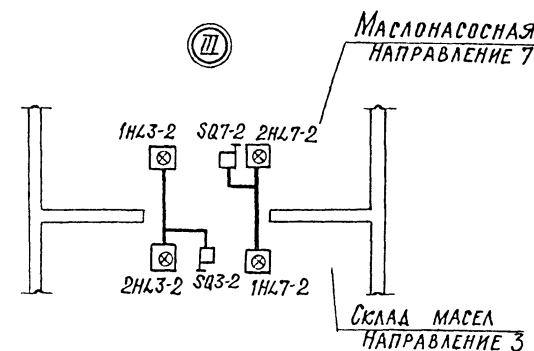 III
МАСЛОНАСОСНАЯ
НАПРАВЛЕНИЕ 7
1HL3-2 SQ7-2 2HL7-2
2HL3-2 SQ3-2 1HL7-2
СКЛАД МАСЕЛ
НАПРАВЛЕНИЕ 3